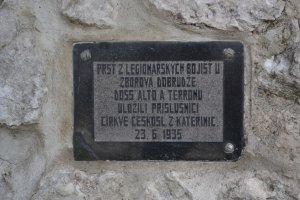 PRST Z LEGIONÁŘSKÝCH BOJIŠŤ U
ZBOROVA DOBRUDŽE
DOSS ALTO A TERRONU
ULOŽILI PŘÍSLUŠNÍCI
CÍRKVE ČESKOSL. Z KATEŘINIC
23. 6. 1935